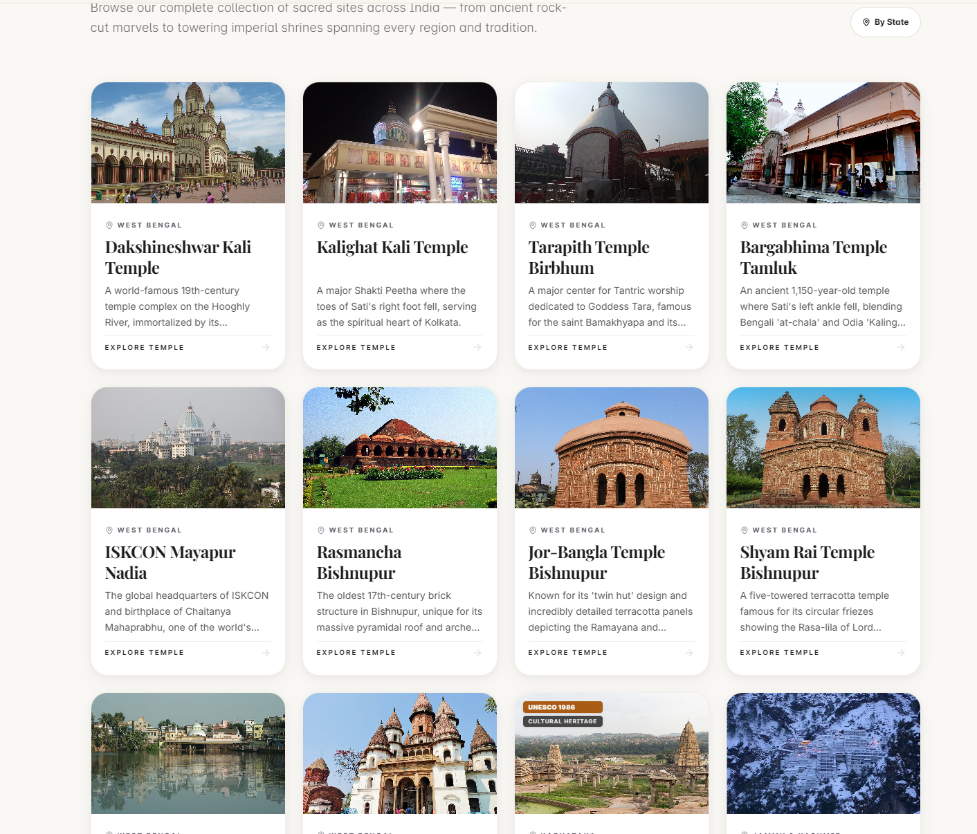 Browse our complete collection of sacred sites across India — from ancient rock-
cut marvels to towering imperial shrines spanning every region and tradition.
By State
WEST BENGAL
Dakshineshwar Kali
Temple
A world-famous 19th-century
temple complex on the Hooghly
River, immortalized by its...
EXPLORE TEMPLE →
WEST BENGAL
Kalighat Kali Temple
A major Shakti Peetha where the
toes of Sati's right foot fell, serving
as the spiritual heart of Kolkata.
EXPLORE TEMPLE →
WEST BENGAL
Tarapith Temple
Birbhum
A major center for Tantric worship
dedicated to Goddess Tara, famous
for the saint Bamakhyapa and its...
EXPLORE TEMPLE →
WEST BENGAL
Bargabhima Temple
Tamluk
An ancient 1,150-year-old temple
where Sati's left ankle fell, blending
Bengali 'at-chala' and Odia 'Kaling...
EXPLORE TEMPLE →
WEST BENGAL
ISKCON Mayapur
Nadia
The global headquarters of ISKCON
and birthplace of Chaitanya
Mahaprabhu, one of the world's...
EXPLORE TEMPLE →
WEST BENGAL
Rasmancha
Bishnupur
The oldest 17th-century brick
structure in Bishnupur, unique for its
massive pyramidal roof and arche...
EXPLORE TEMPLE →
WEST BENGAL
Jor-Bangla Temple
Bishnupur
Known for its 'twin hut' design and
incredibly detailed terracotta panels
depicting the Ramayana and...
EXPLORE TEMPLE →
WEST BENGAL
Shyam Rai Temple
Bishnupur
A five-towered terracotta temple
famous for its circular friezes
showing the Rasa-lila of Lord...
EXPLORE TEMPLE →
UNESCO 1986
CULTURAL HERITAGE